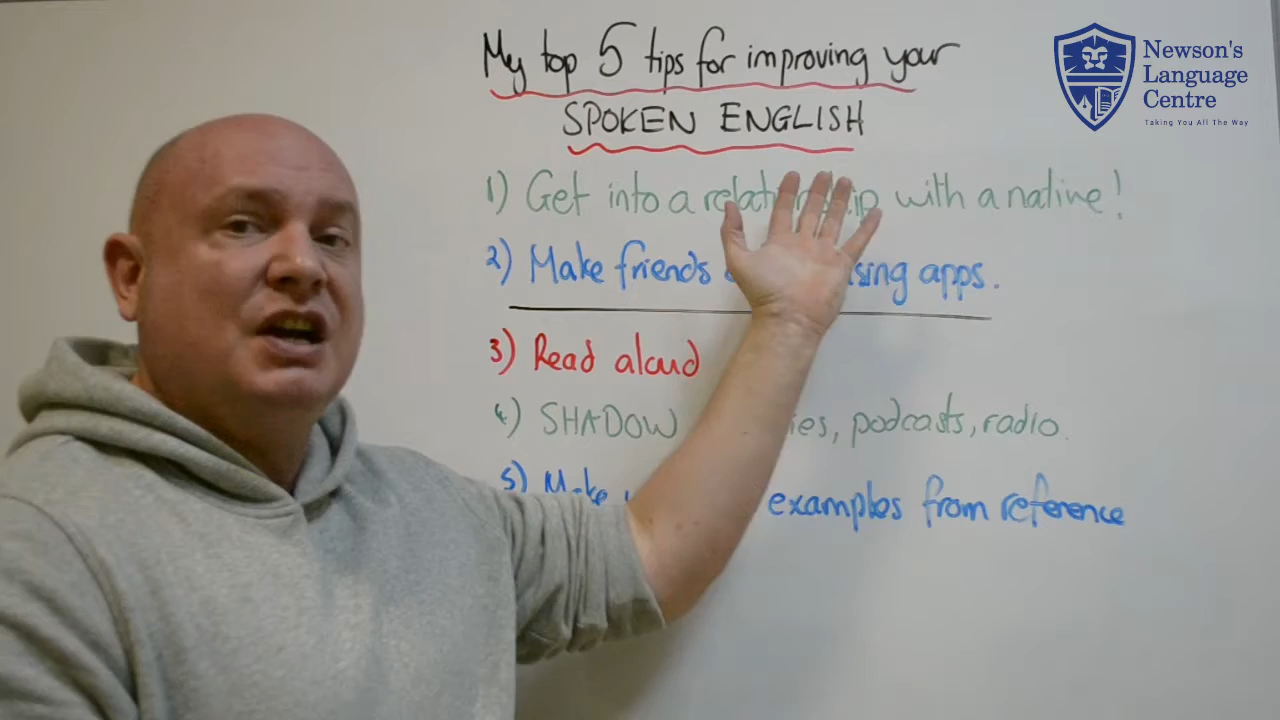 My top 5 tips for improving your
SPOKEN ENGLISH
1) Get into a relationship with a native!
2) Make friends using apps.
3) Read aloud
4) SHADOW podcasts, radio.
5) Make examples from reference
Newson's
Language
Centre
Taking You All The Way